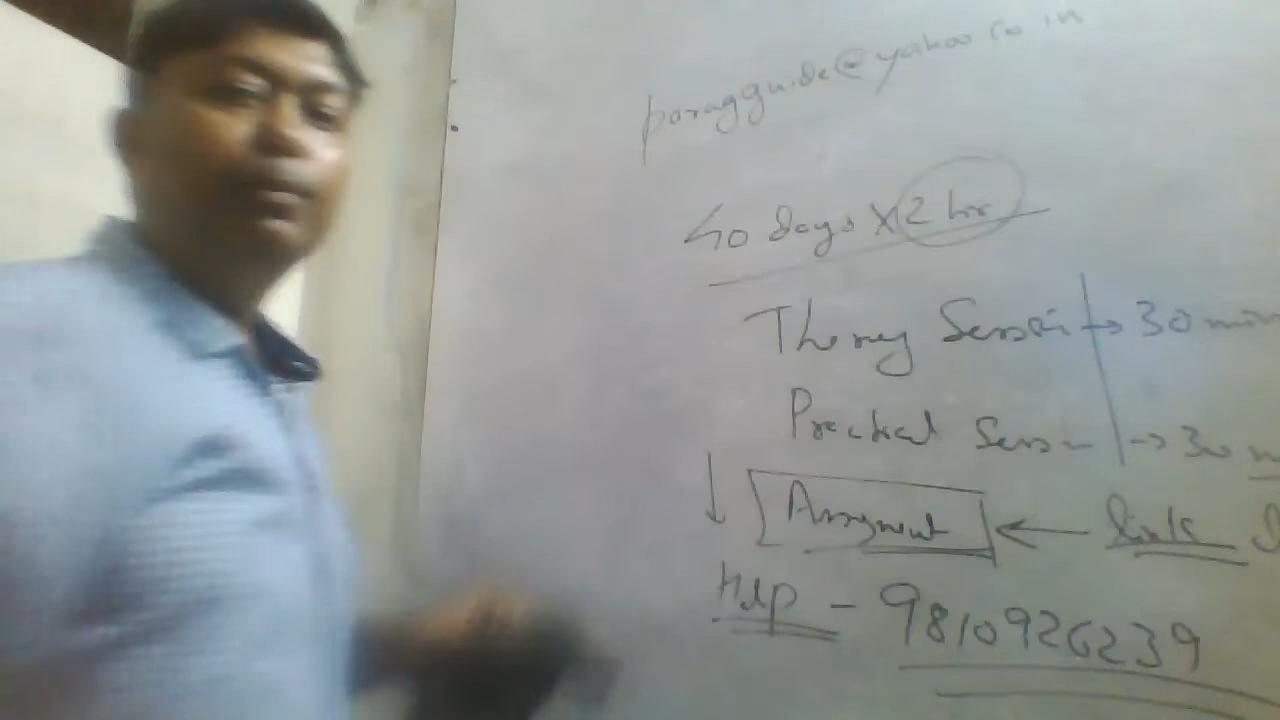 paragguide@yahoo.co.in
40 days x 2 hr
Theory Session → 30 min
Practical Session → 30
Assignment ← links
Help - 9810926239